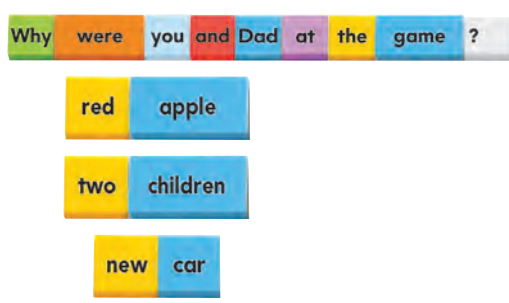 Why were you and Dad at the game ?
red apple
two children
new car